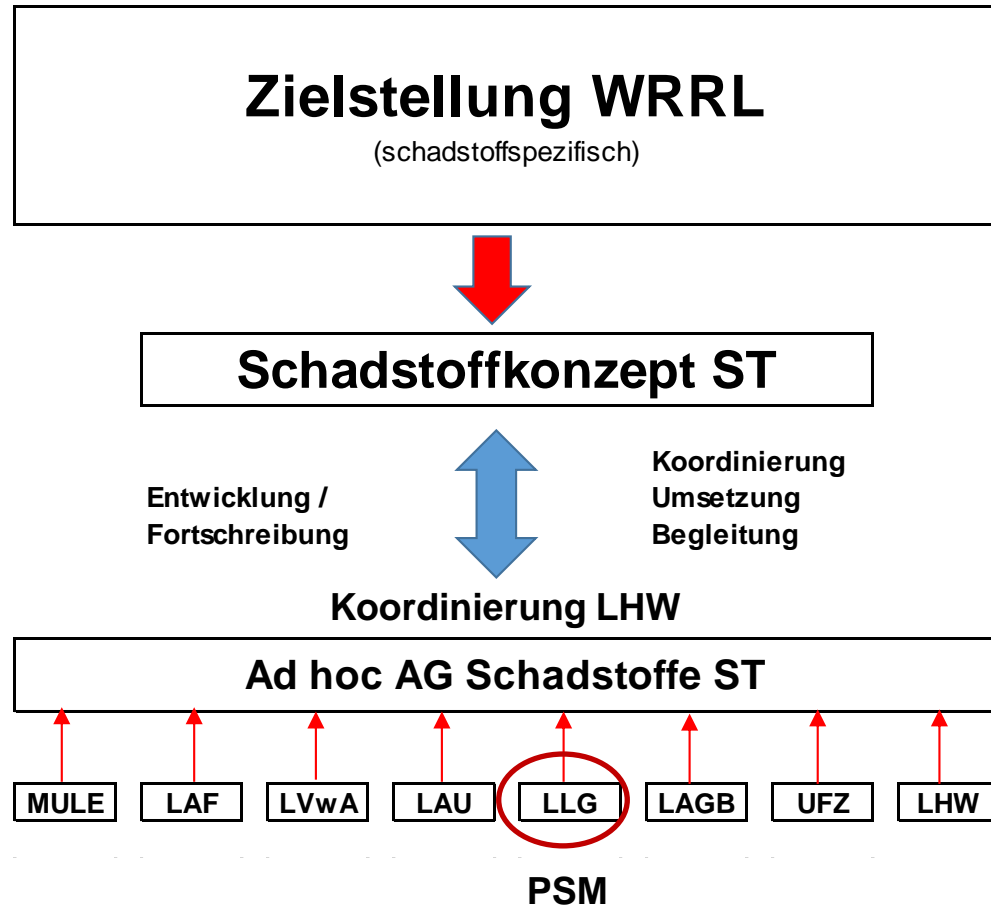 Zielstellung WRRL
(schadstoffspezifisch)
Schadstoffkonzept ST
Entwicklung /
Fortschreibung
Koordinierung
Umsetzung
Begleitung
Koordinierung LHW
Ad hoc AG Schadstoffe ST
MULE LAF LVwA LAU LLG LAGB UFZ LHW
PSM